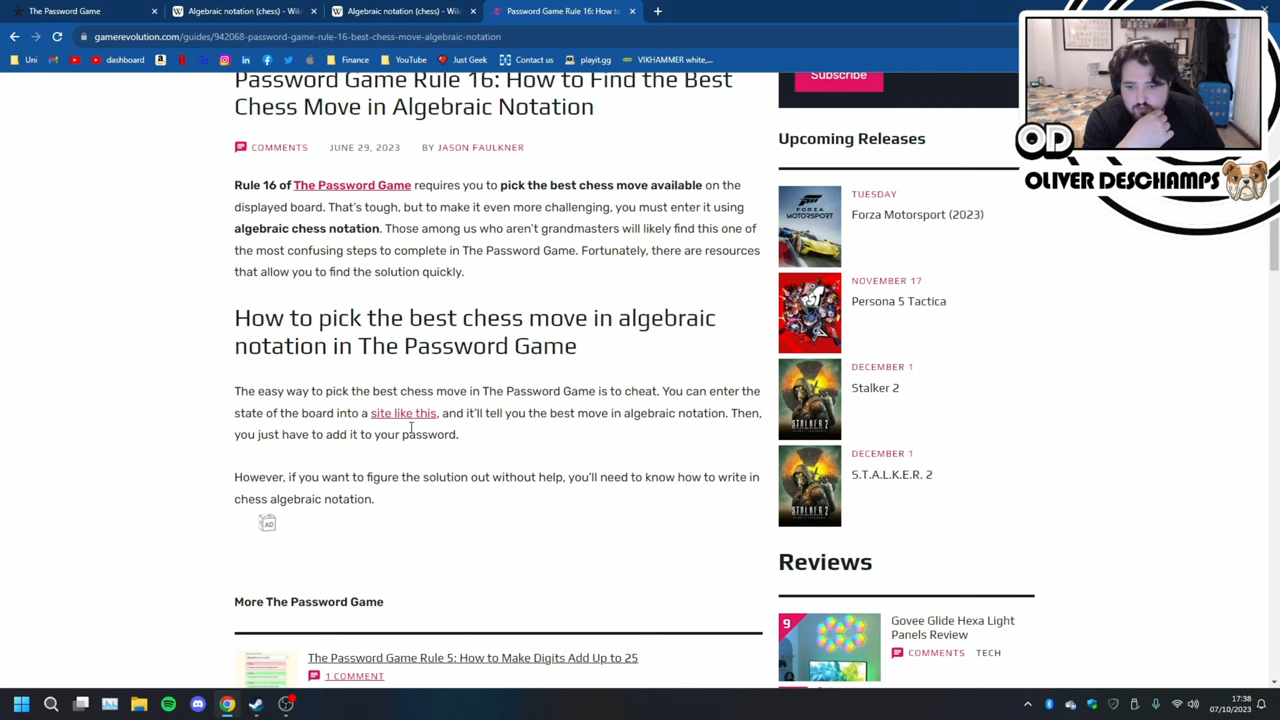 The Password Game
Algebraic notation (chess) - Wiki
Algebraic notation (chess) - Wiki
Password Game Rule 16: How to
gamerevolution.com/guides/942068-password-game-rule-16-best-chess-move-algebraic-notation
Uni
dashboard
Finance
YouTube
Just Geek
Contact us
playit.gg
VIKHAMMER white,...
Password Game Rule 16: How to Find the Best
Chess Move in Algebraic Notation
COMMENTS JUNE 29, 2023 BY JASON FAULKNER
Rule 16 of The Password Game requires you to pick the best chess move available on the
displayed board. That's tough, but to make it even more challenging, you must enter it using
algebraic chess notation. Those among us who aren't grandmasters will likely find this one of
the most confusing steps to complete in The Password Game. Fortunately, there are resources
that allow you to find the solution quickly.
How to pick the best chess move in algebraic
notation in The Password Game
The easy way to pick the best chess move in The Password Game is to cheat. You can enter the
state of the board into a site like this, and it'll tell you the best move in algebraic notation. Then,
you just have to add it to your password.
However, if you want to figure the solution out without help, you'll need to know how to write in
chess algebraic notation.
AD
More The Password Game
The Password Game Rule 5: How to Make Digits Add Up to 25
1 COMMENT
Subscribe
Upcoming Releases
TUESDAY
Forza Motorsport (2023)
FORZA
MOTORSPORT
NOVEMBER 17
Persona 5 Tactica
DECEMBER 1
Stalker 2
S.T.A.L.K.E.R. 2
DECEMBER 1
S.T.A.L.K.E.R. 2
S.T.A.L.K.E.R. 2
Reviews
9
Govee Glide Hexa Light
Panels Review
COMMENTS TECH
OD
OLIVER DESCHAMPS
17:38
07/10/2023